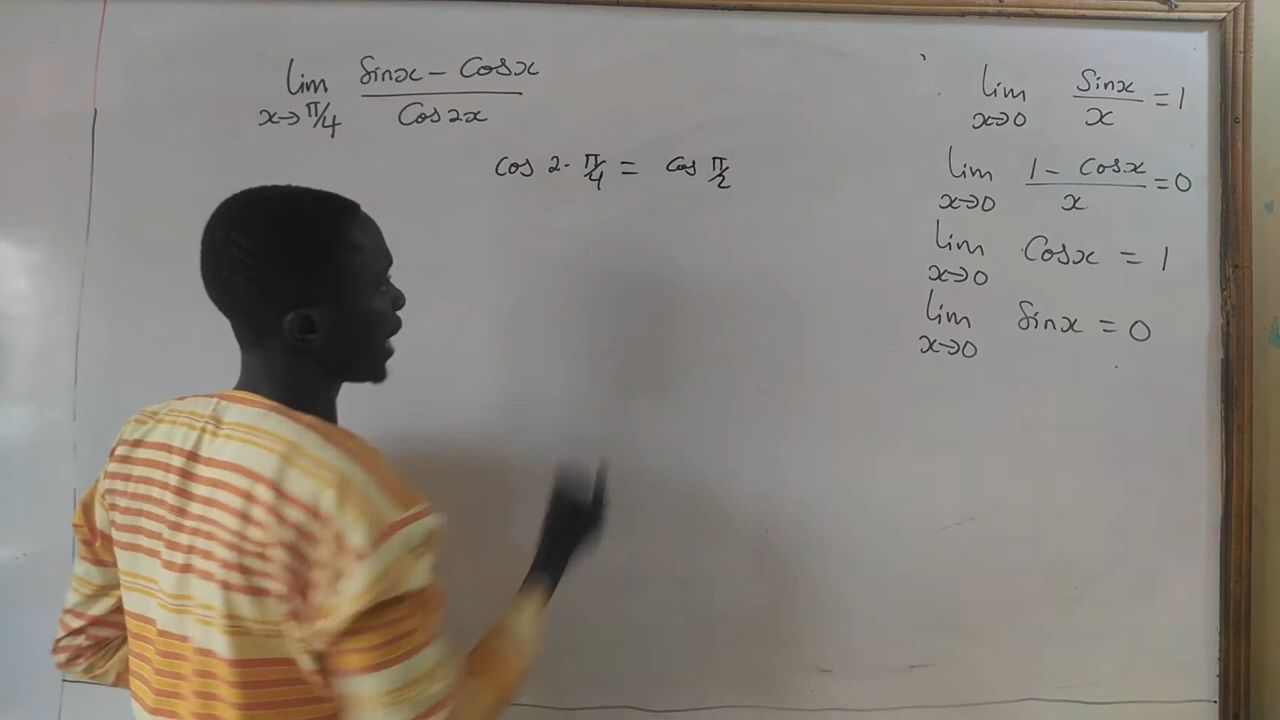 lim x→π/4 (Sinx − Cosx)/(Cos2x)
cos 2·π/4 = cos π/2
lim x→0 Sinx/x = 1
lim x→0 (1 − Cosx)/x = 0
lim x→0 Cosx = 1
lim x→0 Sinx = 0